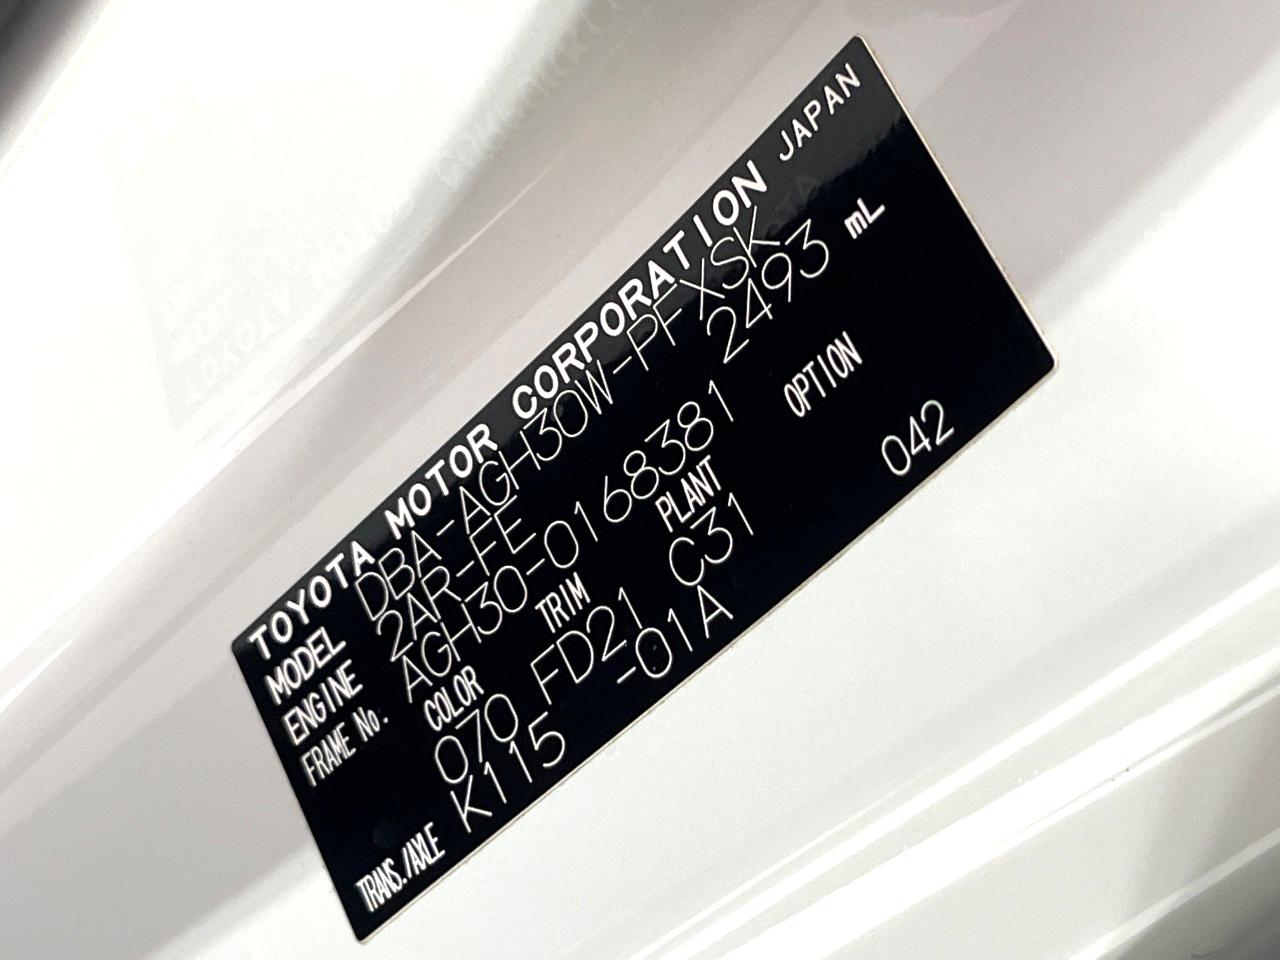 TOYOTA MOTOR CORPORATION JAPAN
MODEL DBA-AGH30W-PFXSK
ENGINE 2AR-FE 2493 mL
FRAME No. AGH30-0168381
COLOR TRIM PLANT OPTION
070 FD21 C31 042
-01A
TRANS./AXLE K115